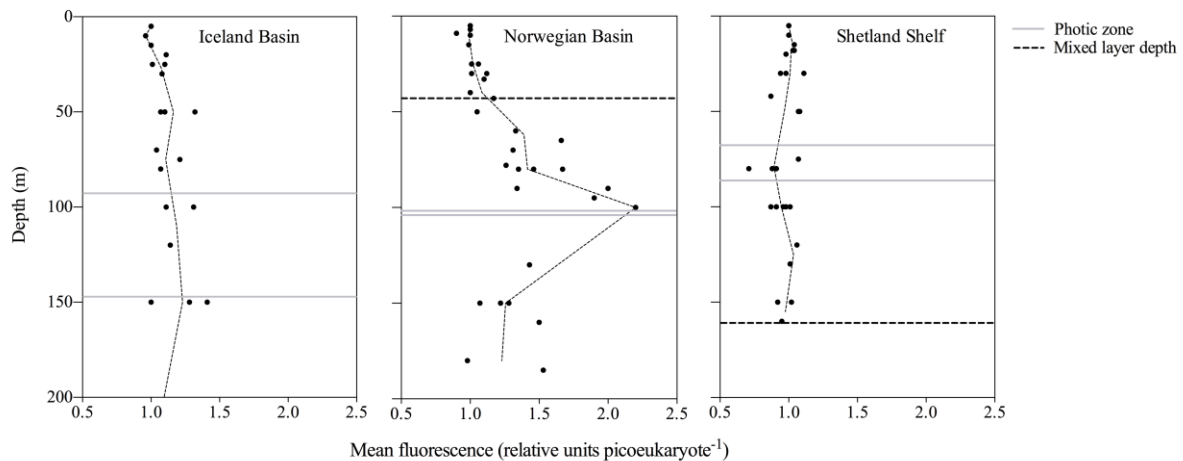 Iceland Basin
Norwegian Basin
Shetland Shelf
Photic zone
Mixed layer depth
Depth (m)
0
50
100
150
200
0.5 1.0 1.5 2.0 2.5
0.5 1.0 1.5 2.0 2.5
0.5 1.0 1.5 2.0 2.5
Mean fluorescence (relative units picoeukaryote⁻¹)